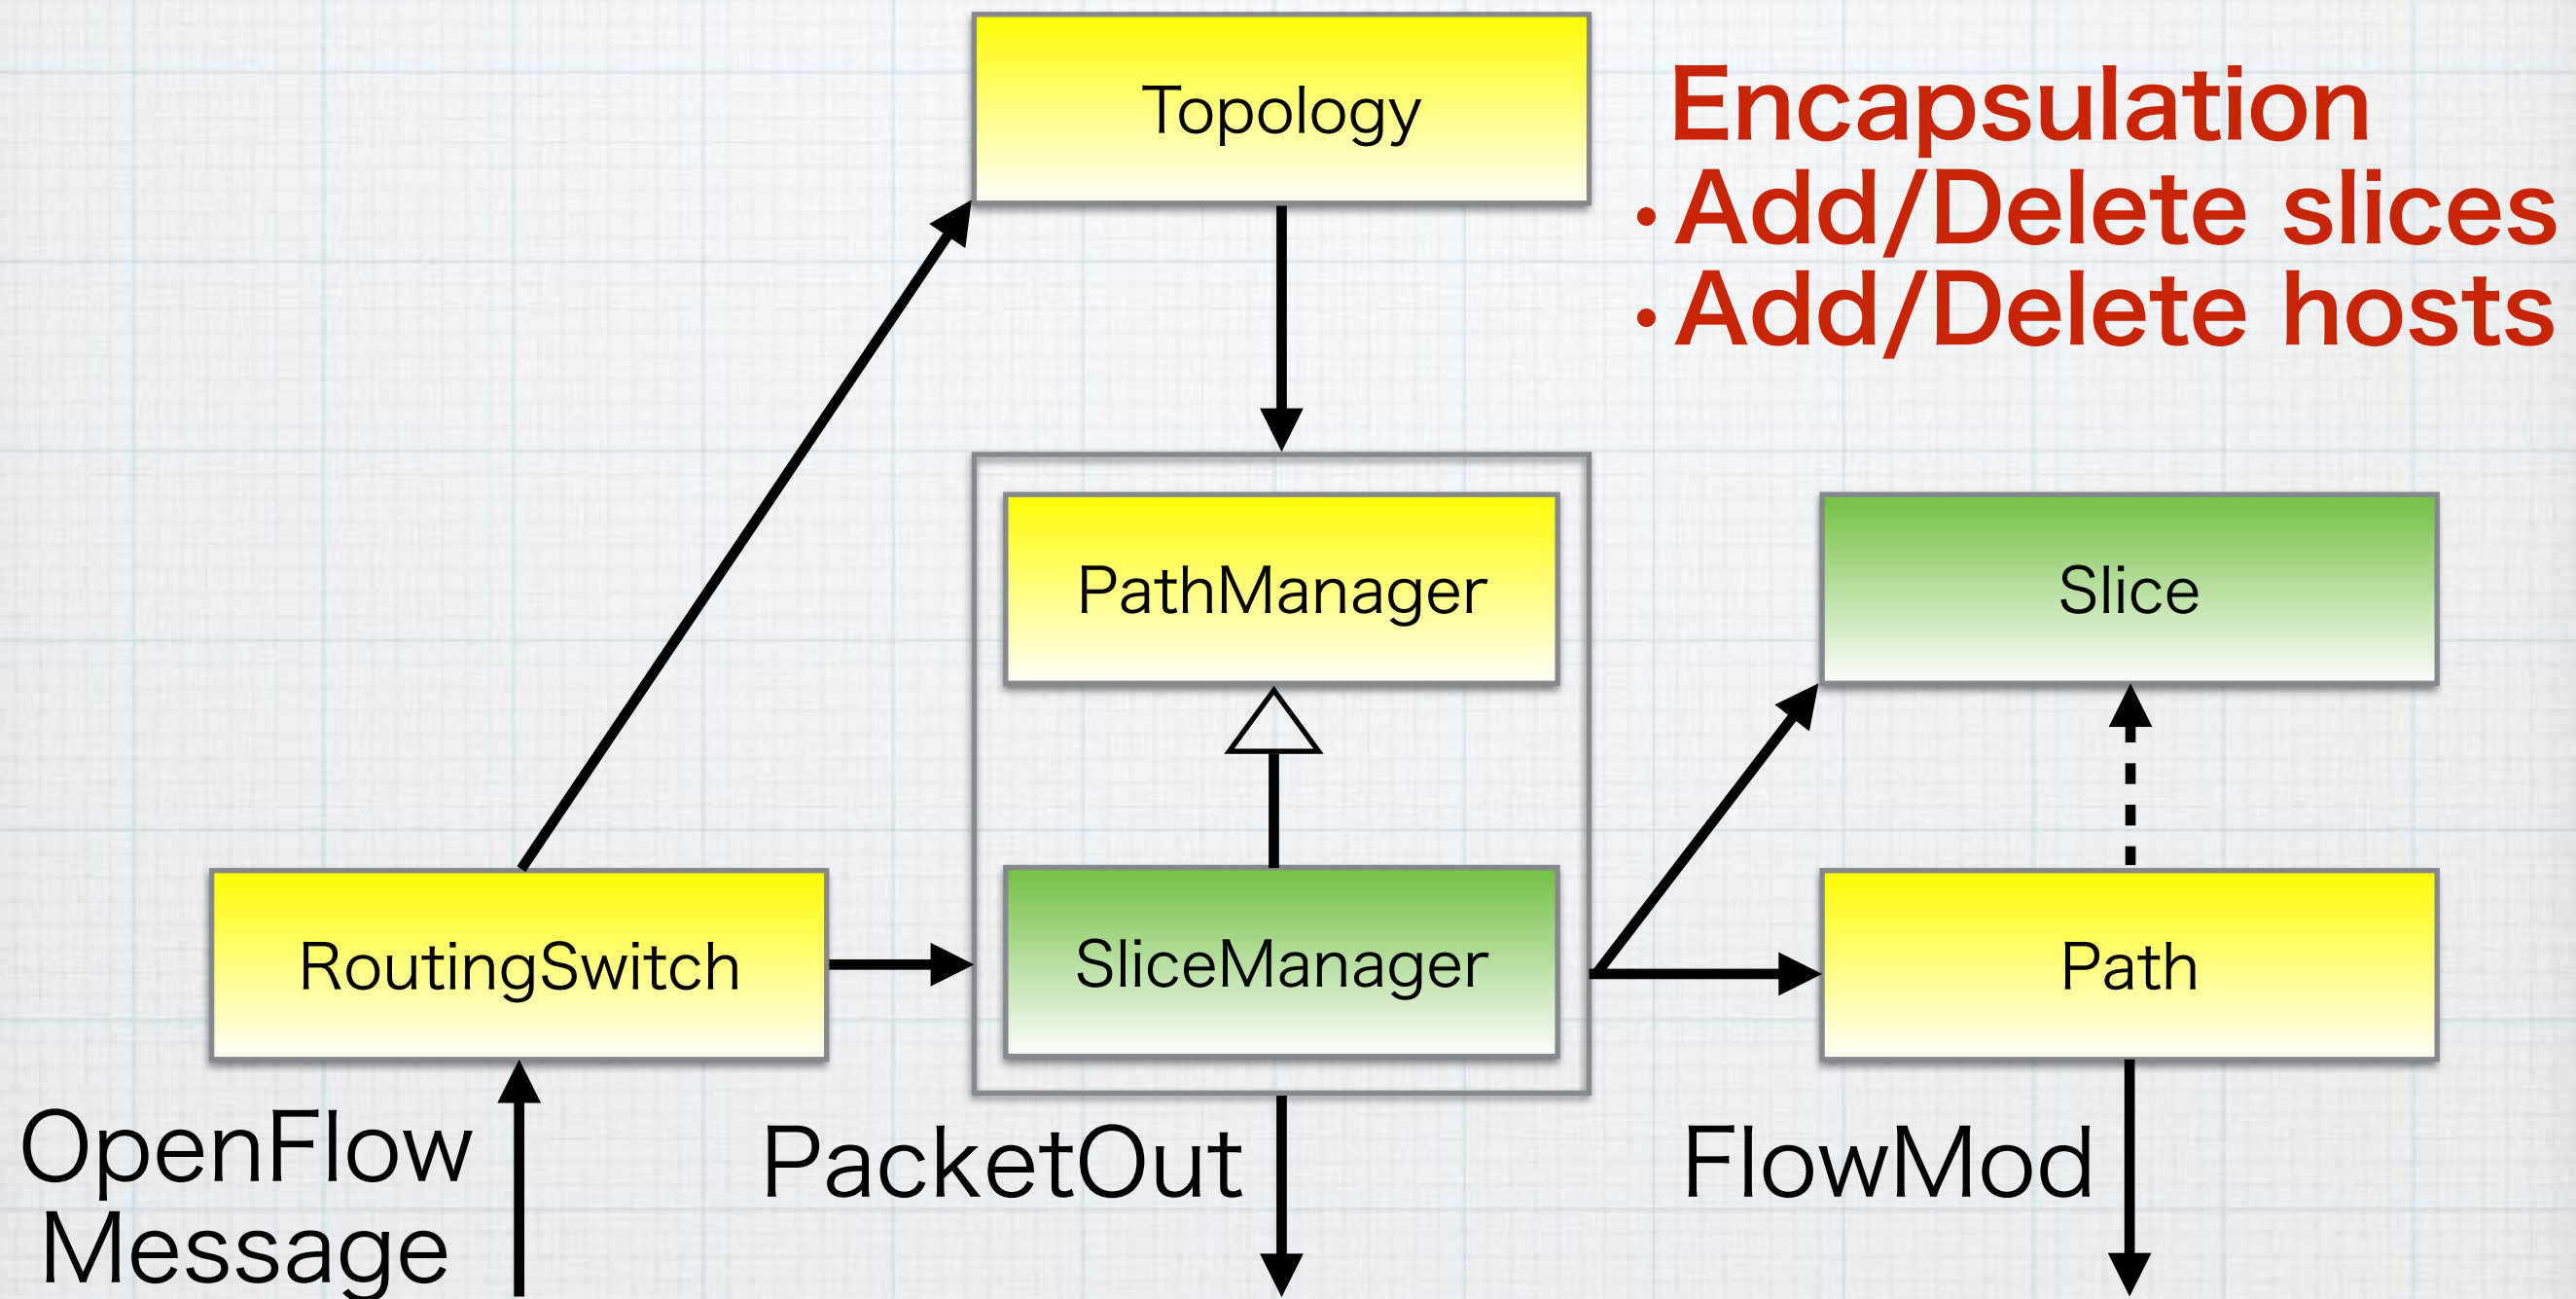 Topology
Encapsulation
・Add/Delete slices
・Add/Delete hosts
PathManager
Slice
RoutingSwitch
SliceManager
Path
OpenFlow
Message
PacketOut
FlowMod